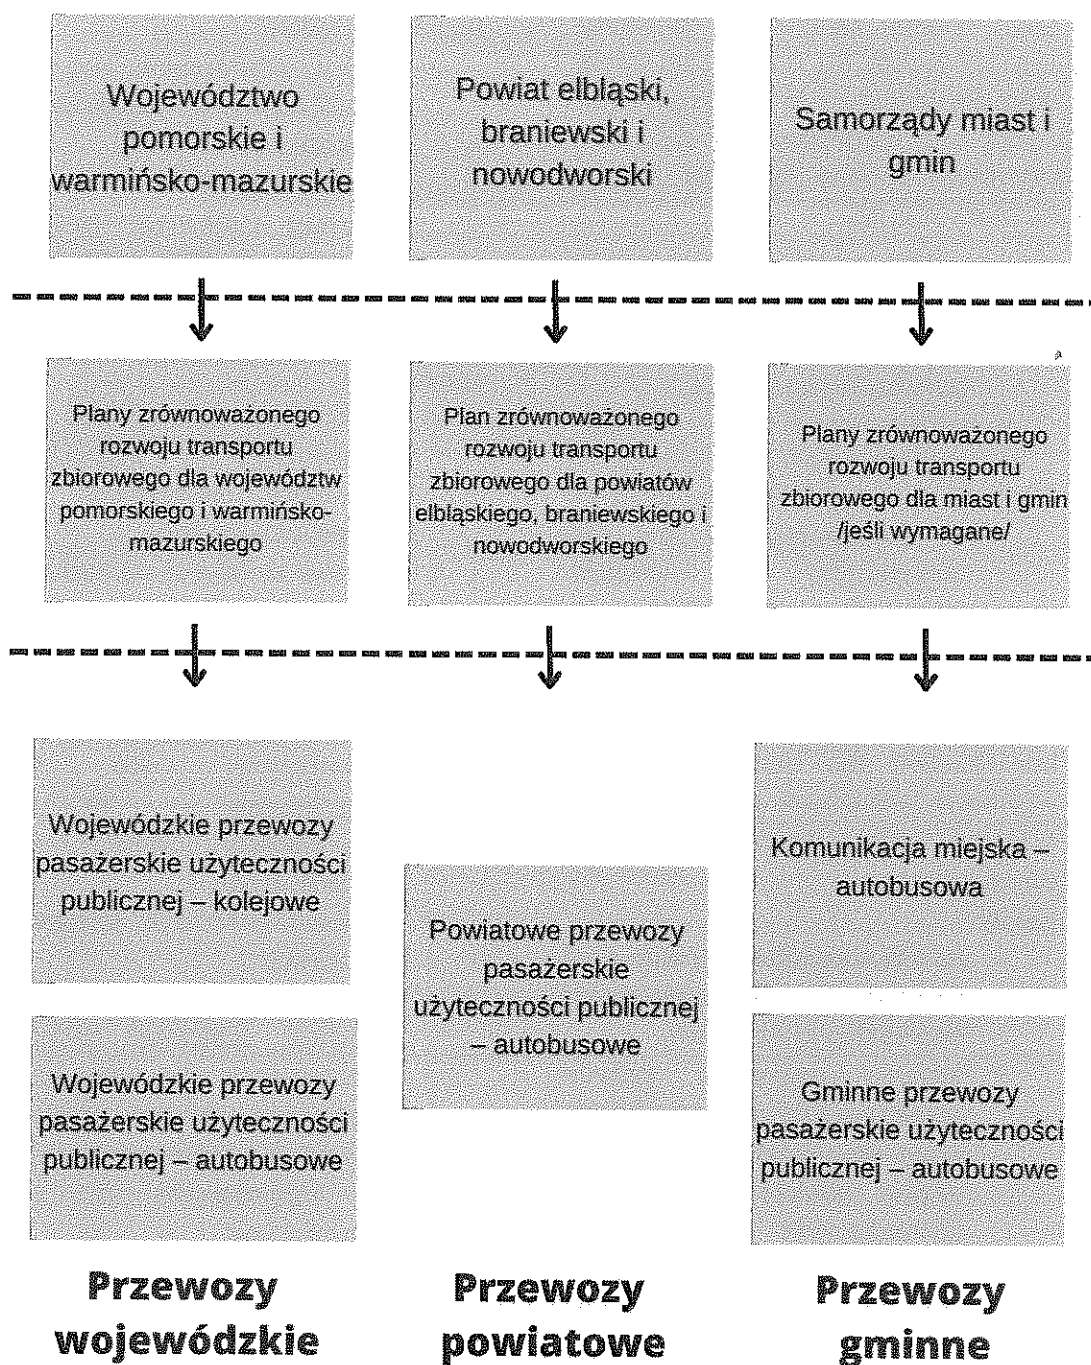 Województwo
pomorskie i
warmińsko-mazurskie
Powiat elbląski,
braniewski i
nowodworski
Samorządy miast i
gmin
Plany zrównoważonego
rozwoju transportu
zbiorowego dla województw
pomorskiego i warmińsko-
mazurskiego
Plan zrównoważonego
rozwoju transportu
zbiorowego dla powiatów
elbląskiego, braniewskiego i
nowodworskiego
Plany zrównoważonego
rozwoju transportu
zbiorowego dla miast i gmin
/jeśli wymagane/
Wojewódzkie przewozy
pasażerskie użyteczności
publicznej – kolejowe
Wojewódzkie przewozy
pasażerskie użyteczności
publicznej – autobusowe
Powiatowe przewozy
pasażerskie
użyteczności publicznej
– autobusowe
Komunikacja miejska –
autobusowa
Gminne przewozy
pasażerskie użyteczności
publicznej – autobusowe
Przewozy
wojewódzkie
Przewozy
powiatowe
Przewozy
gminne